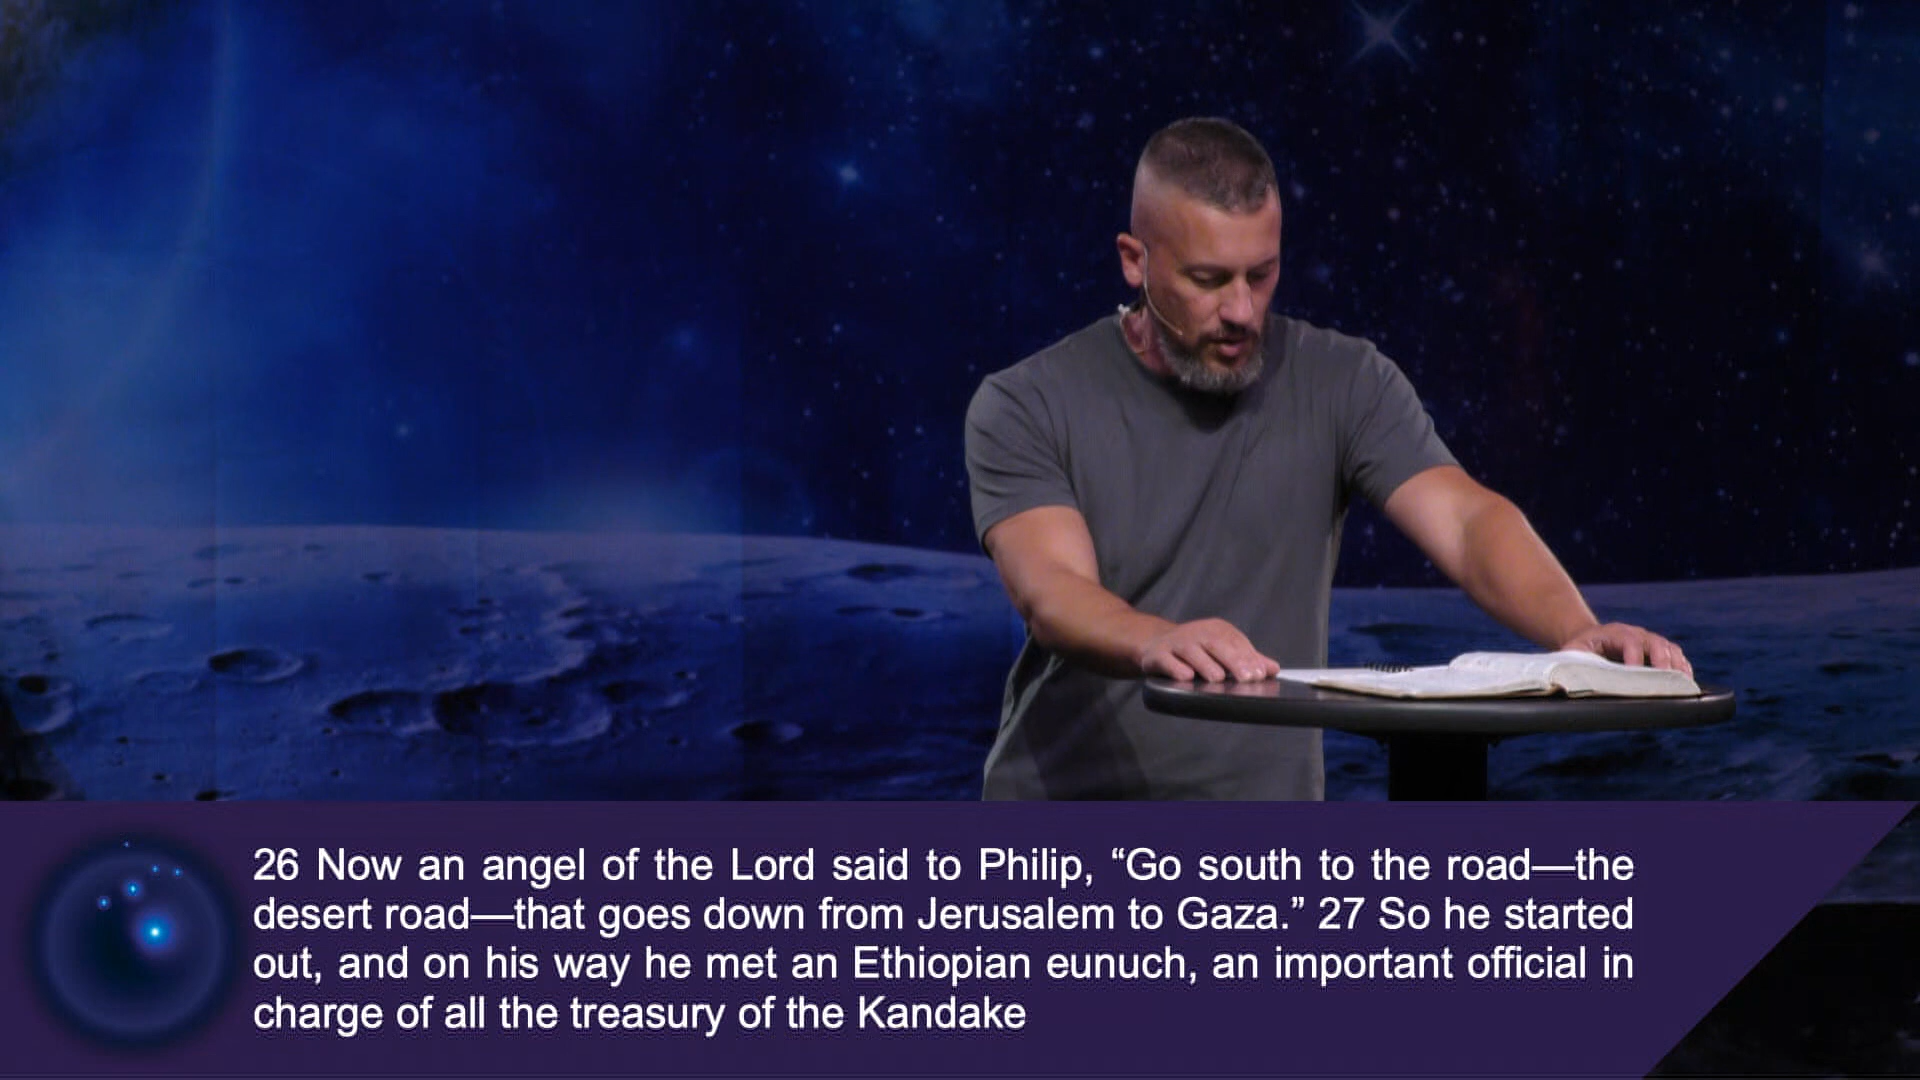 26 Now an angel of the Lord said to Philip, “Go south to the road—the
desert road—that goes down from Jerusalem to Gaza.” 27 So he started
out, and on his way he met an Ethiopian eunuch, an important official in
charge of all the treasury of the Kandake